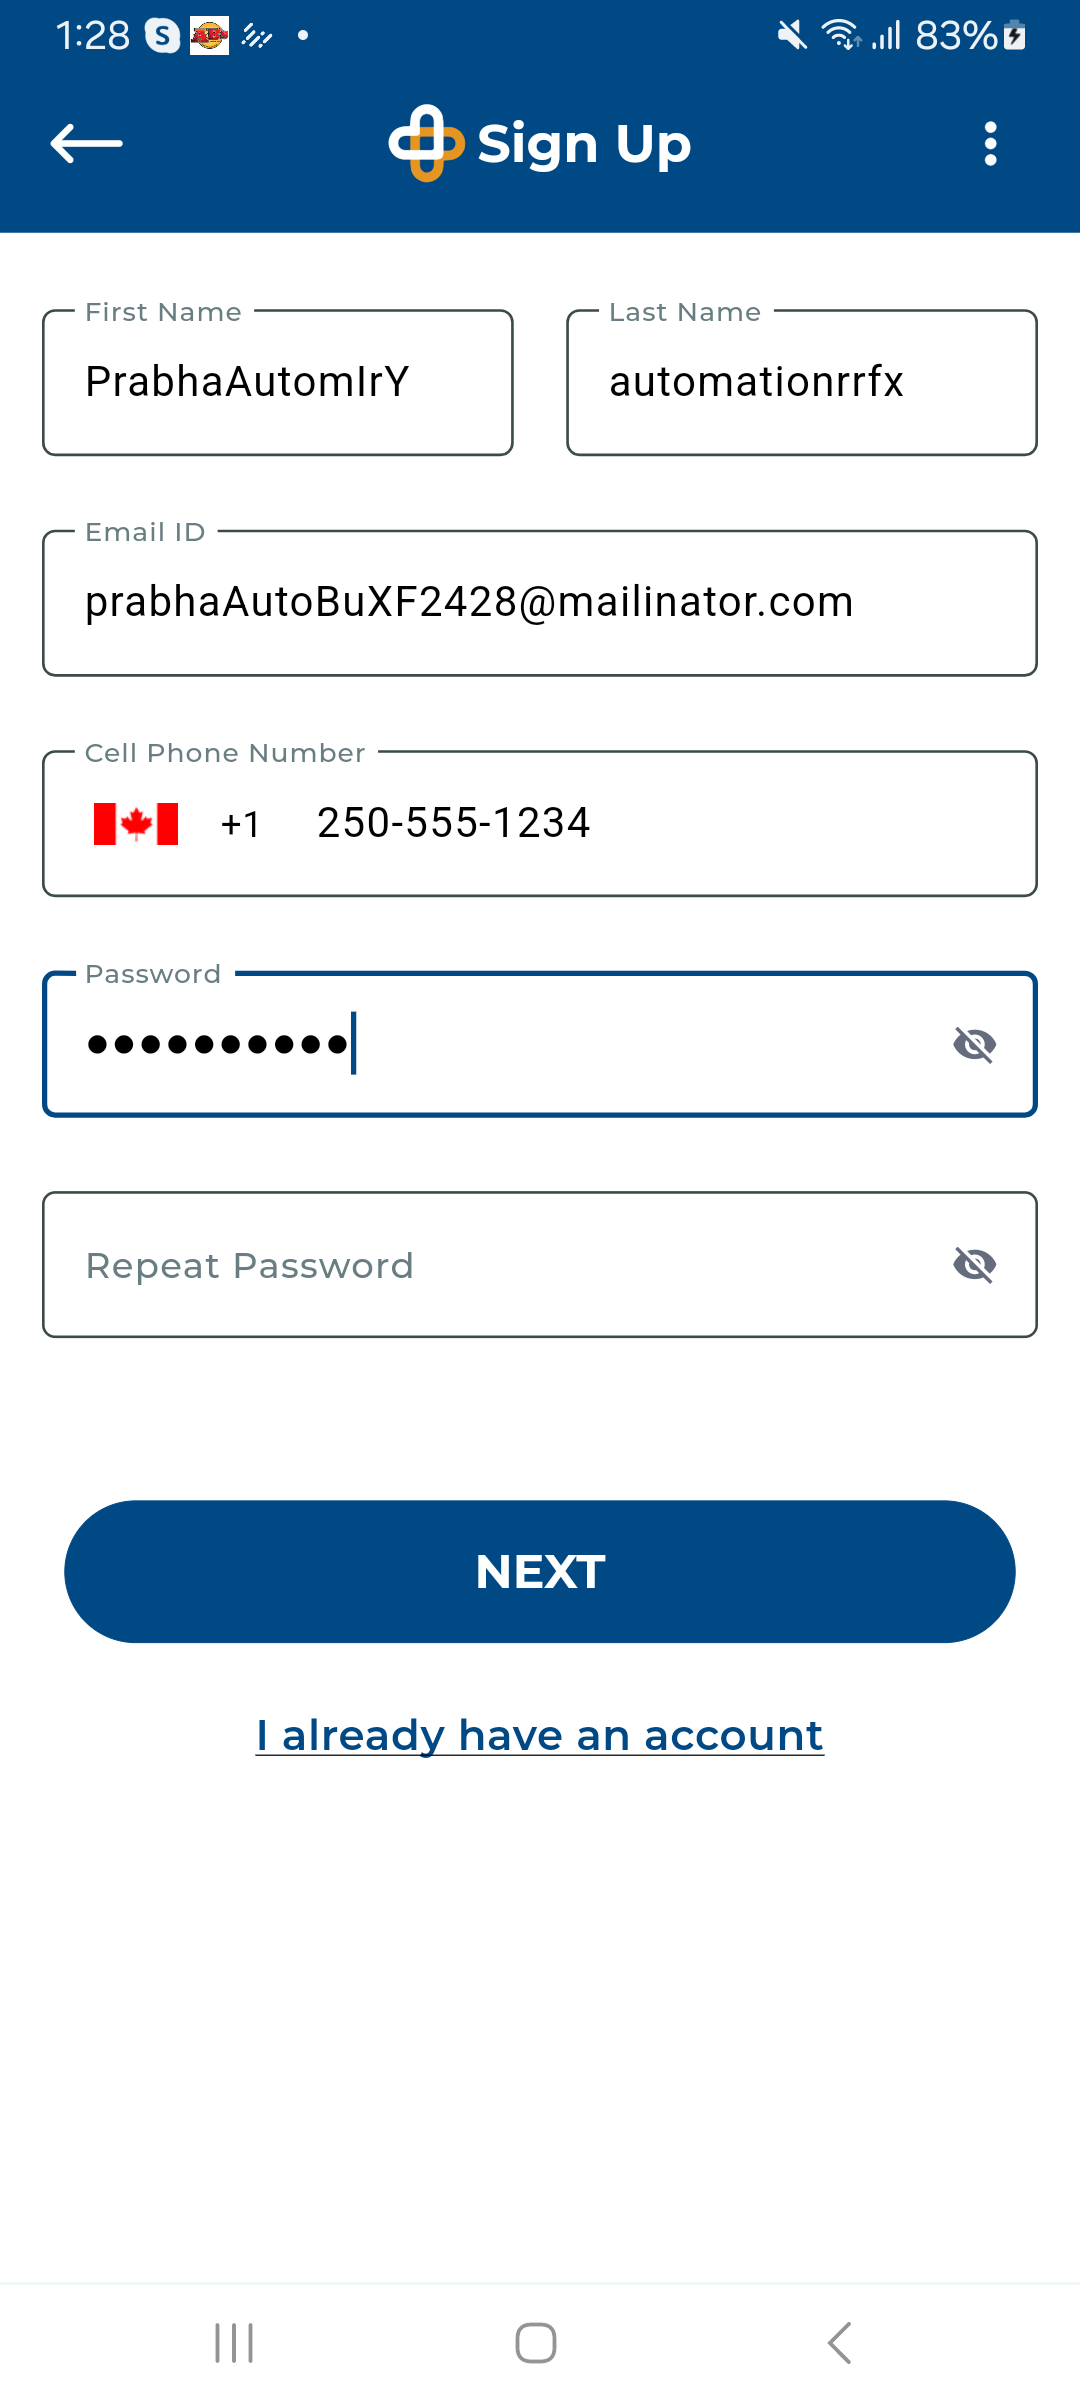 1:28 S 83%
Sign Up
First Name Last Name
PrabhaAutomIrY automationrrfx
Email ID
prabhaAutoBuXF2428@mailinator.com
Cell Phone Number
+1 250-555-1234
Password
••••••••••
Repeat Password
NEXT
I already have an account